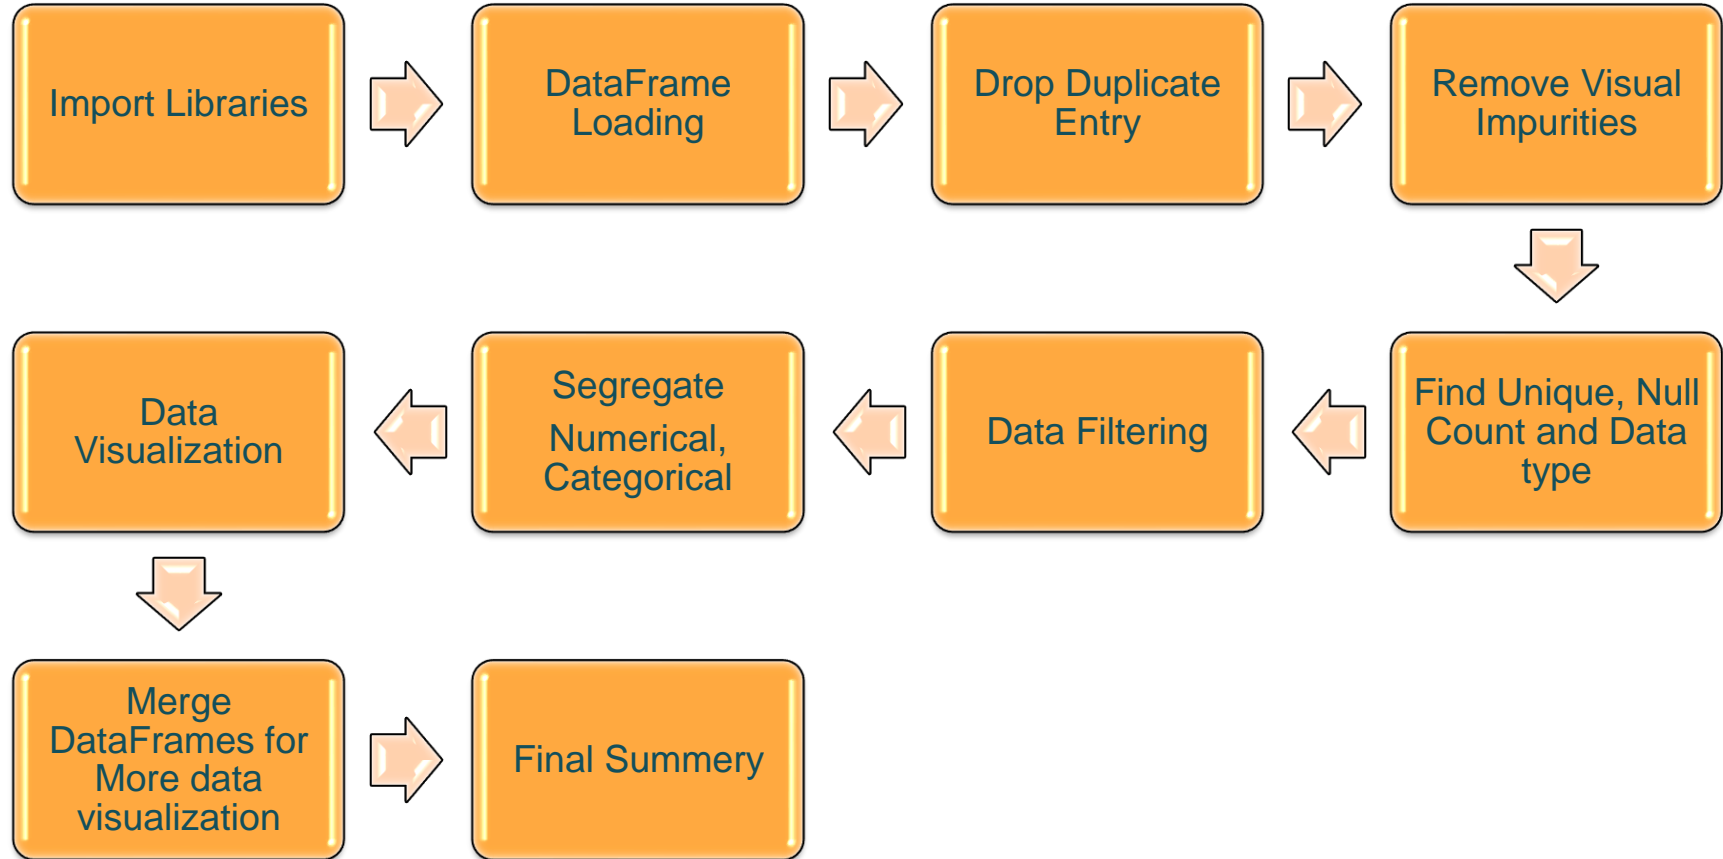 Import Libraries
DataFrame
Loading
Drop Duplicate
Entry
Remove Visual
Impurities
Find Unique, Null
Count and Data
type
Data Filtering
Segregate
Numerical,
Categorical
Data
Visualization
Merge
DataFrames for
More data
visualization
Final Summery